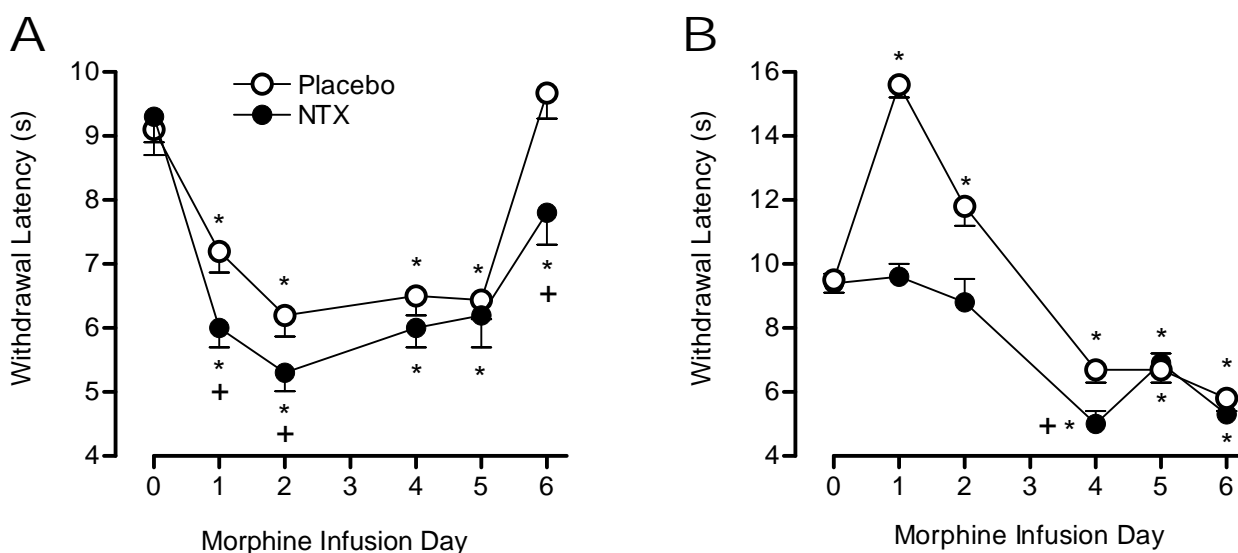 A
B
Placebo
NTX
Withdrawal Latency (s)
10
9
8
7
6
5
4
* * * * * * * * * *
+ + +
0 1 2 3 4 5 6
Morphine Infusion Day
Withdrawal Latency (s)
16
14
12
10
8
6
4
* * * * * + * * *
0 1 2 3 4 5 6
Morphine Infusion Day